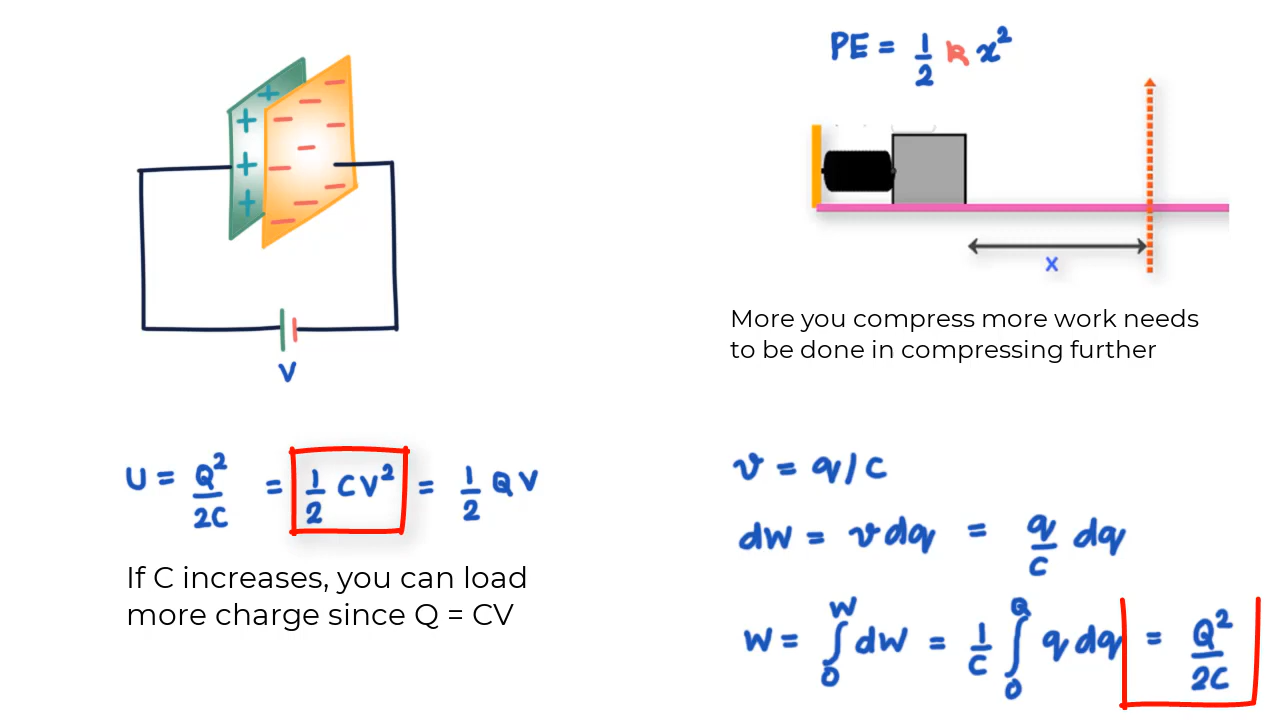 + + + + +
− − − − − − − − − −
V
U = Q²/2C = 1/2 CV² = 1/2 QV
If C increases, you can load
more charge since Q = CV
PE = 1/2 k x²
x
More you compress more work needs
to be done in compressing further
v = q/C
dW = v dq = q/C dq
W = ∫₀ᵂ dW = 1/C ∫₀Q q dq = Q²/2C